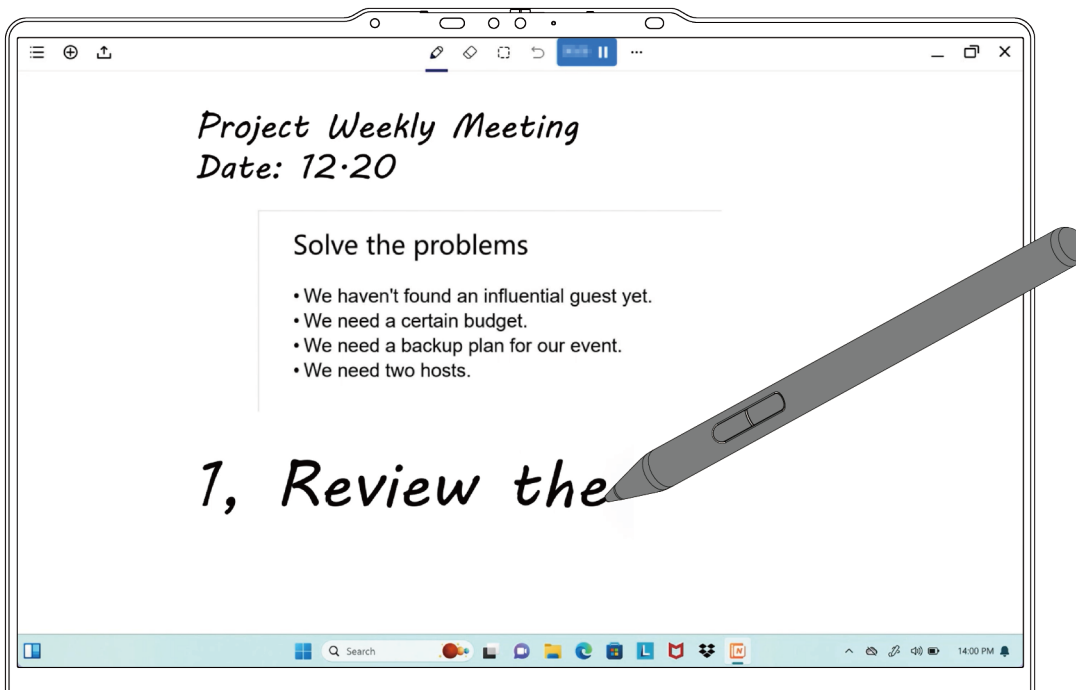 Project Weekly Meeting
Date: 12·20
Solve the problems
• We haven't found an influential guest yet.
• We need a certain budget.
• We need a backup plan for our event.
• We need two hosts.
1, Review the
Search
L
N
14:00 PM